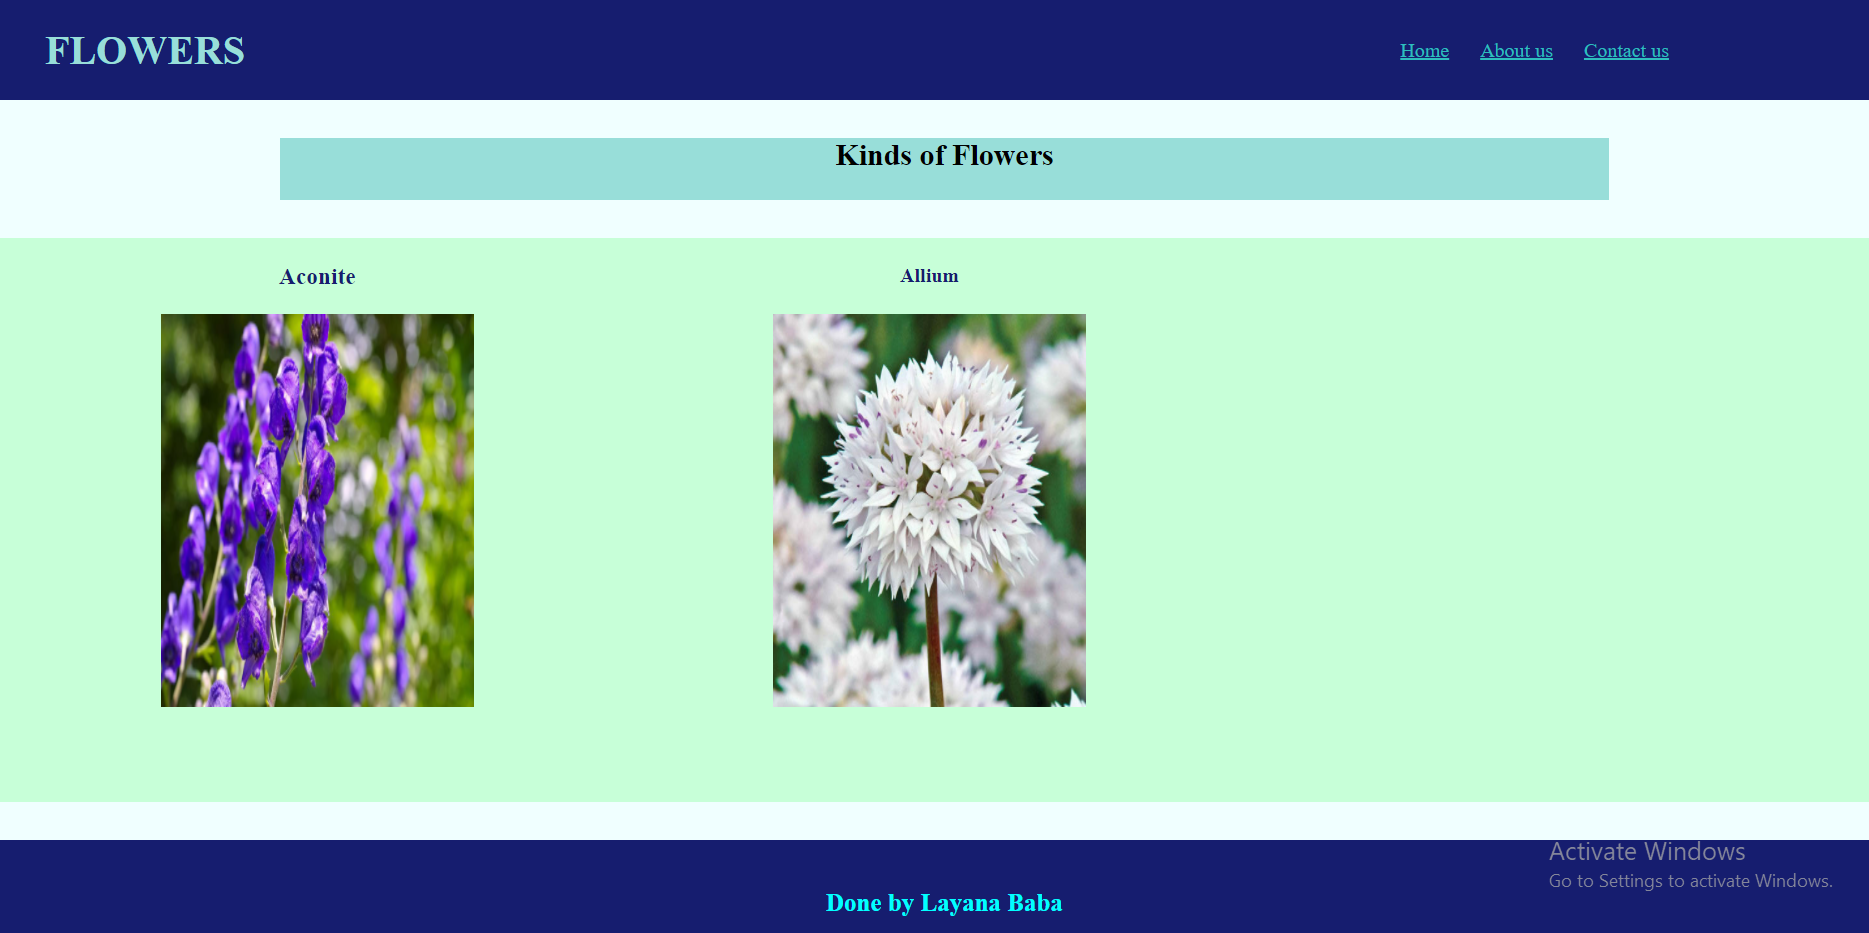 FLOWERS
Home About us Contact us
Kinds of Flowers
Aconite
Allium
Activate Windows
Go to Settings to activate Windows.
Done by Layana Baba